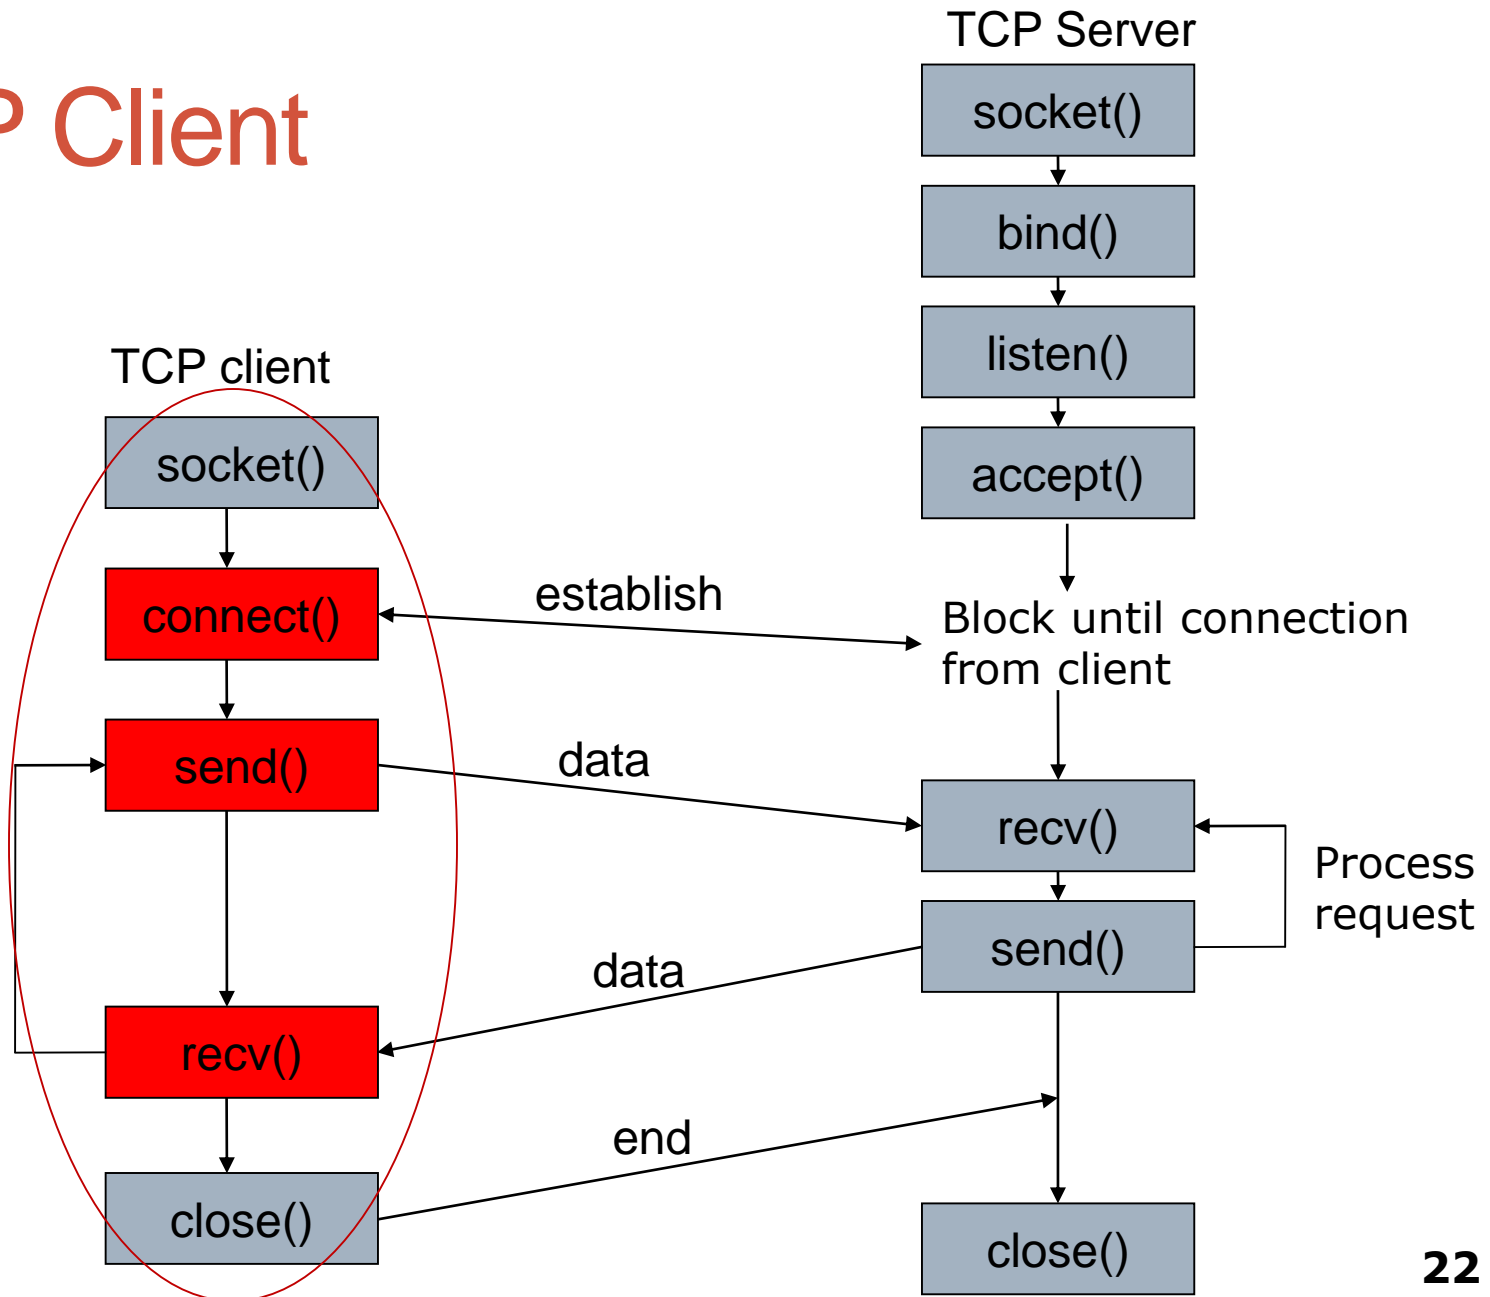 P Client
TCP Server
socket()
bind()
listen()
accept()
Block until connection
from client
recv()
send()
Process
request
close()
TCP client
socket()
connect()
send()
recv()
close()
establish
data
data
end
22